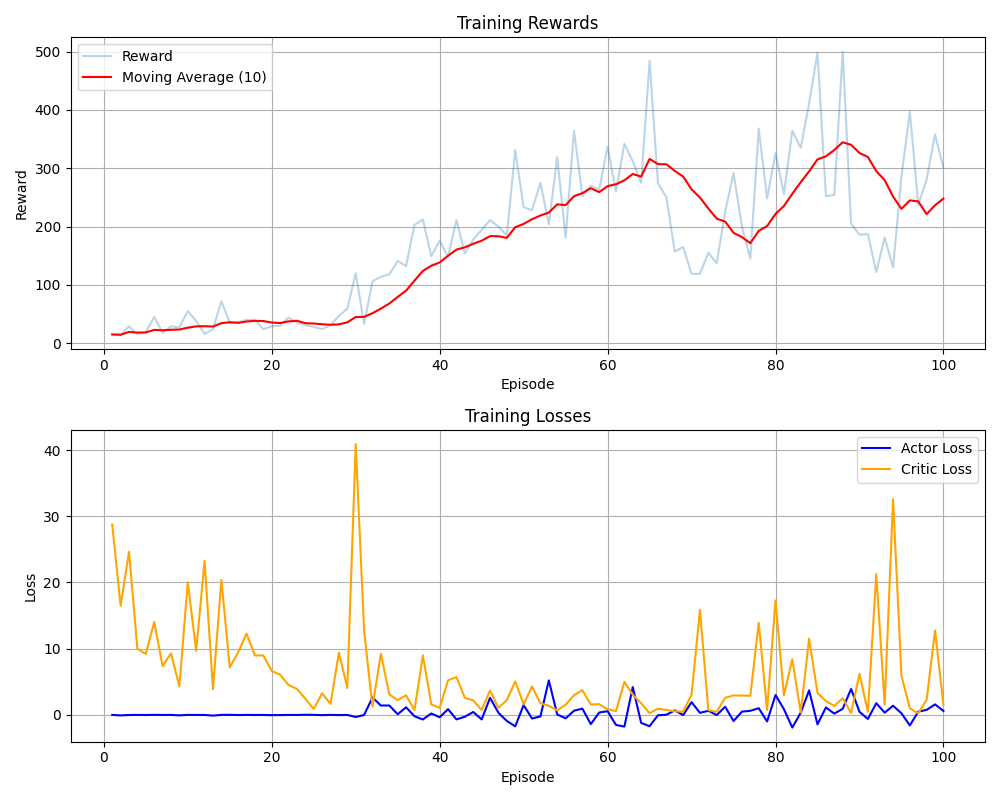 Training Rewards
Reward
Moving Average (10)
500
400
300
200
100
0
Reward
0 20 40 60 80 100
Episode
Training Losses
Actor Loss
Critic Loss
40
30
20
10
0
Loss
0 20 40 60 80 100
Episode